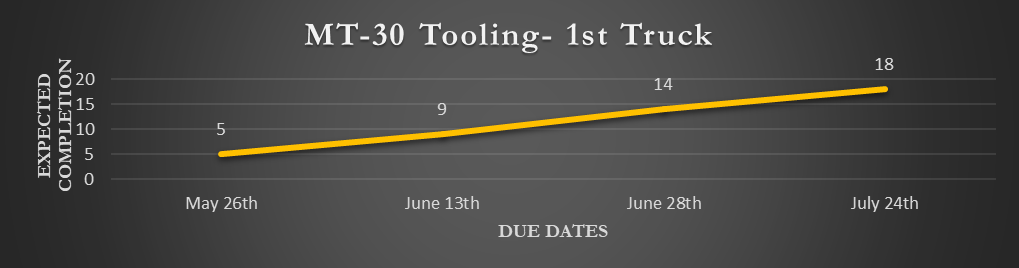 MT-30 Tooling- 1st Truck
EXPECTED
COMPLETION
20
15
10
5
0
5
9
14
18
May 26th
June 13th
June 28th
July 24th
DUE DATES